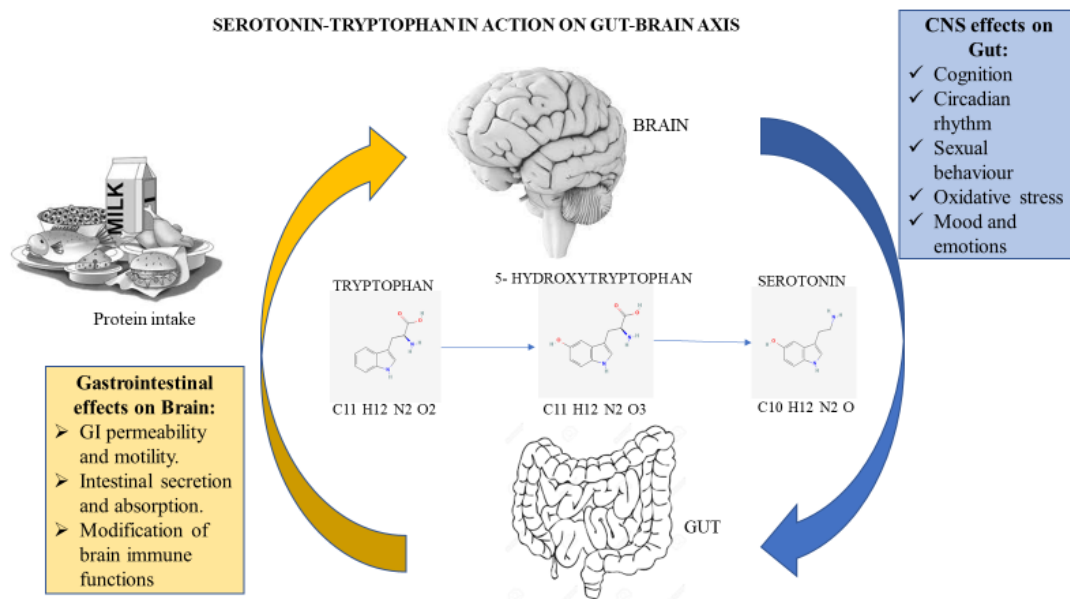 SEROTONIN-TRYPTOPHAN IN ACTION ON GUT-BRAIN AXIS
CNS effects on
Gut:
✓ Cognition
✓ Circadian
rhythm
✓ Sexual
behaviour
✓ Oxidative stress
✓ Mood and
emotions
BRAIN
MILK
Protein intake
TRYPTOPHAN
5- HYDROXYTRYPTOPHAN
SEROTONIN
O
H
O
N
H
H
N
H
O
H
O
H
O
N
H
H
N
H
H
N
H
H
O
N
H
C11 H12 N2 O2
C11 H12 N2 O3
C10 H12 N2 O
Gastrointestinal
effects on Brain:
➢ GI permeability
and motility.
➢ Intestinal secretion
and absorption.
➢ Modification of
brain immune
functions
GUT